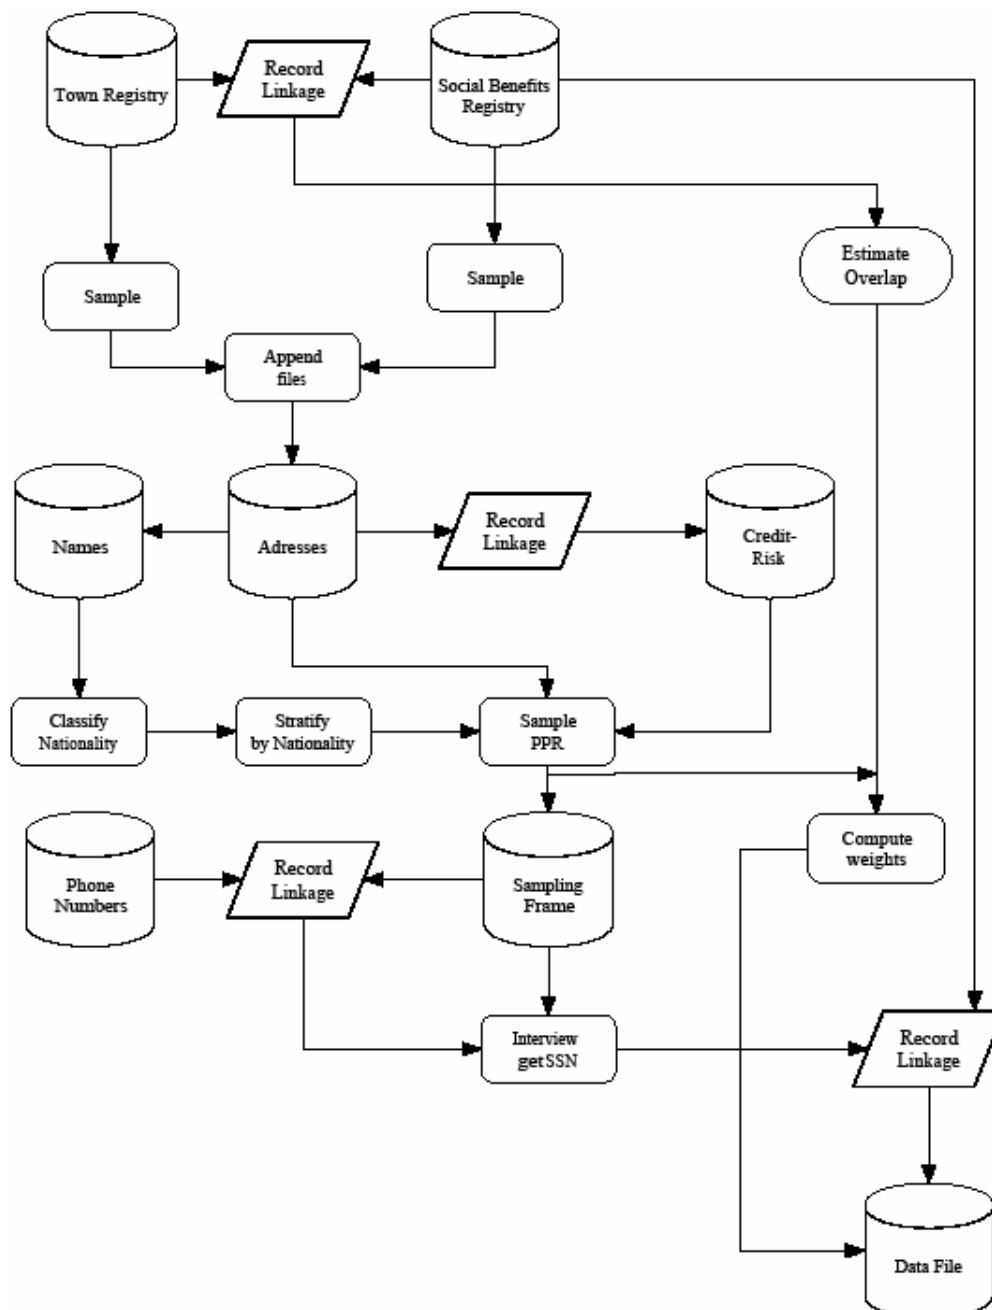 Town Registry
Record
Linkage
Social Benefits
Registry
Estimate
Overlap
Sample
Sample
Append
files
Names
Adresses
Record
Linkage
Credit-
Risk
Classify
Nationality
Stratify
by Nationality
Sample
PPR
Phone
Numbers
Record
Linkage
Sampling
Frame
Compute
weights
Interview
get SSN
Record
Linkage
Data File